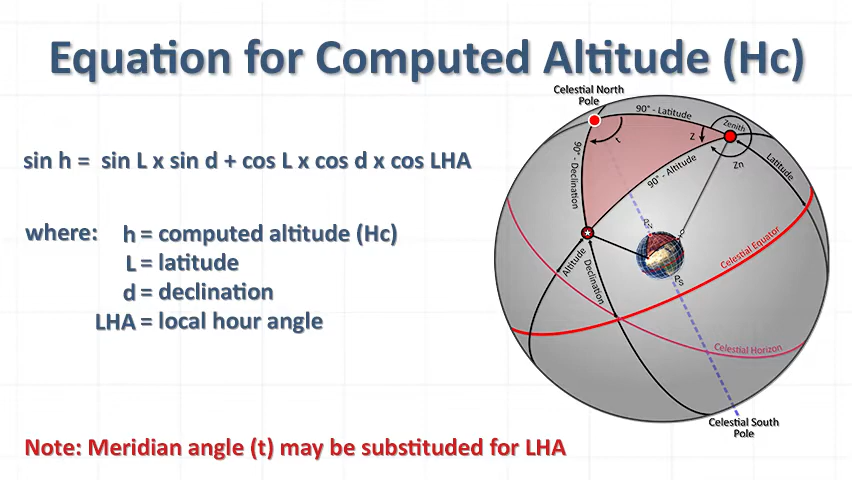 Equation for Computed Altitude (Hc)
sin h = sin L x sin d + cos L x cos d x cos LHA
where: h = computed altitude (Hc)
L = latitude
d = declination
LHA = local hour angle
Note: Meridian angle (t) may be substituded for LHA
Celestial North
Pole
90° - Latitude
Zenith
Z
Zn
t
90° - Declination
90° - Altitude
Latitude
PN
O
PS
Altitude
Declination
Celestial Equator
Celestial Horizon
Celestial South
Pole